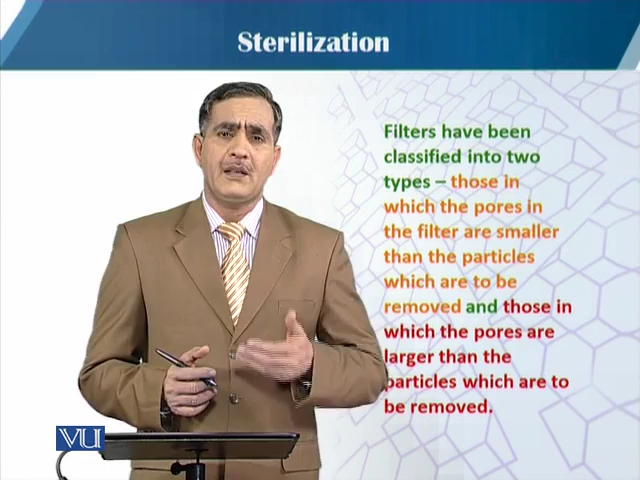 Sterilization
Filters have been
classified into two
types – those in
which the pores in
the filter are smaller
than the particles
which are to be
removed and those in
which the pores are
larger than the
particles which are to
be removed.
VU